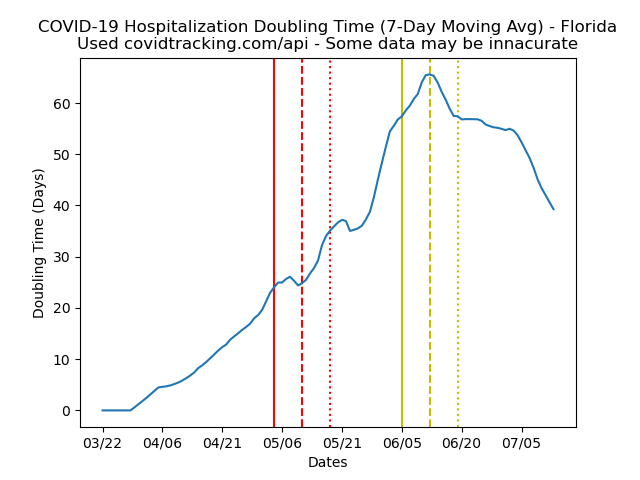 COVID-19 Hospitalization Doubling Time (7-Day Moving Avg) - Florida
Used covidtracking.com/api - Some data may be innacurate
Doubling Time (Days)
60
50
40
30
20
10
0
03/22 04/06 04/21 05/06 05/21 06/05 06/20 07/05
Dates